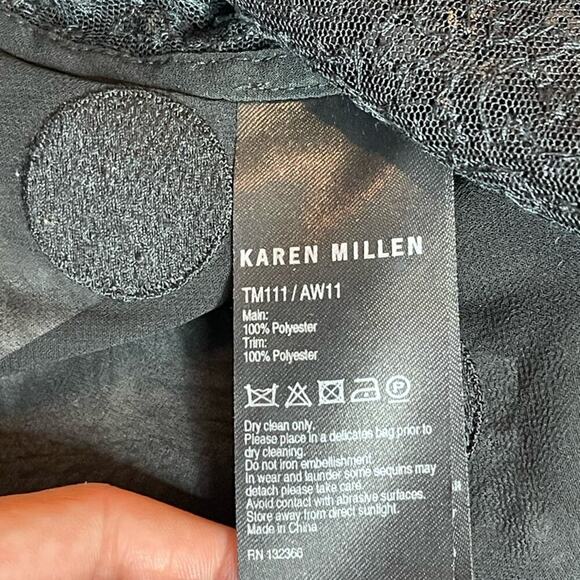 KAREN MILLEN
TM111 / AW11
Main:
100% Polyester
Trim:
100% Polyester
P
Dry clean only.
Please place in a delicates bag prior to
dry cleaning.
Do not iron embellishment.
In wear and launder some sequins may
detach please take care.
Avoid contact with abrasive surfaces.
Store away from direct sunlight.
Made in China
RN 132366